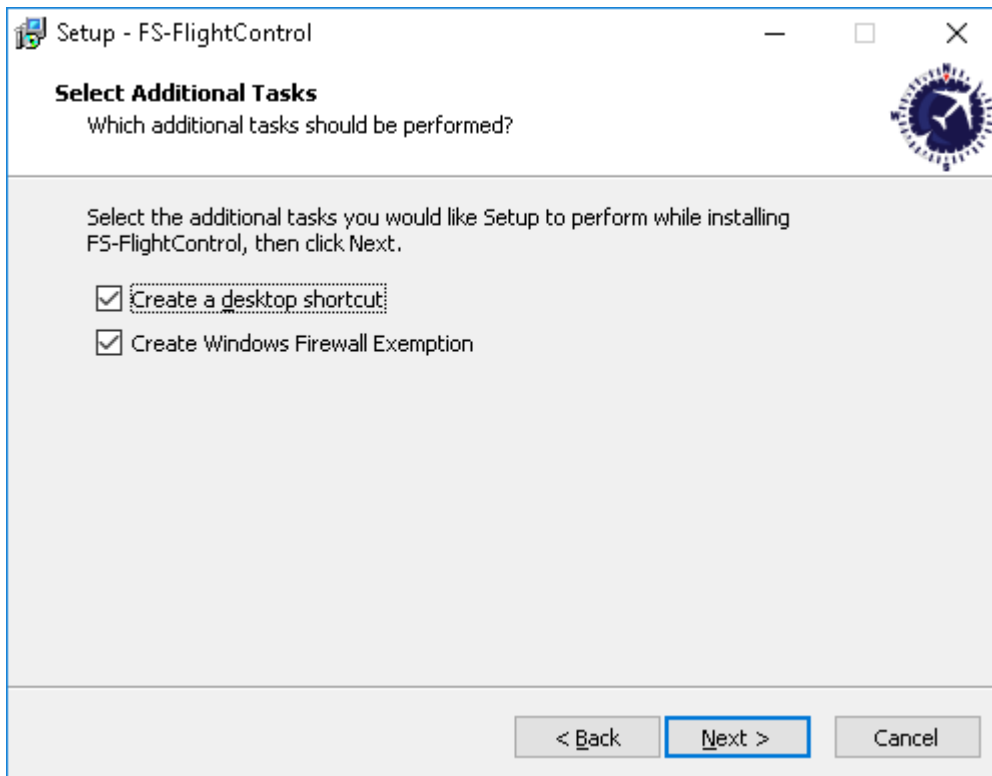 Setup - FS-FlightControl
Select Additional Tasks
Which additional tasks should be performed?
Select the additional tasks you would like Setup to perform while installing
FS-FlightControl, then click Next.
Create a desktop shortcut
Create Windows Firewall Exemption
< Back
Next >
Cancel